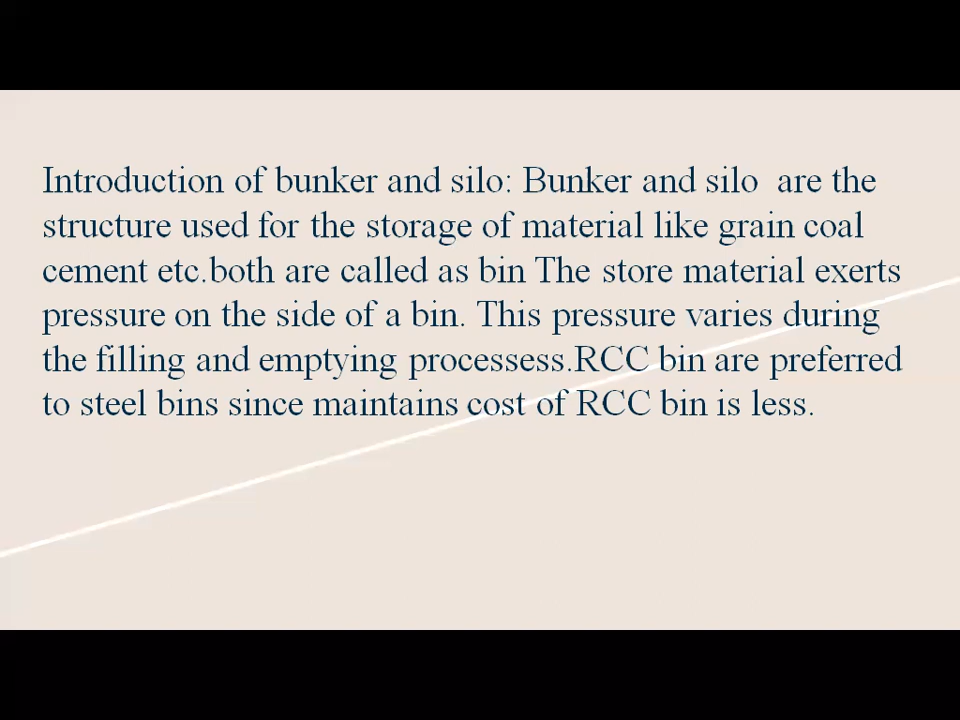 Introduction of bunker and silo: Bunker and silo  are the
structure used for the storage of material like grain coal
cement etc.both are called as bin The store material exerts
pressure on the side of a bin. This pressure varies during
the filling and emptying processess.RCC bin are preferred
to steel bins since maintains cost of RCC bin is less.